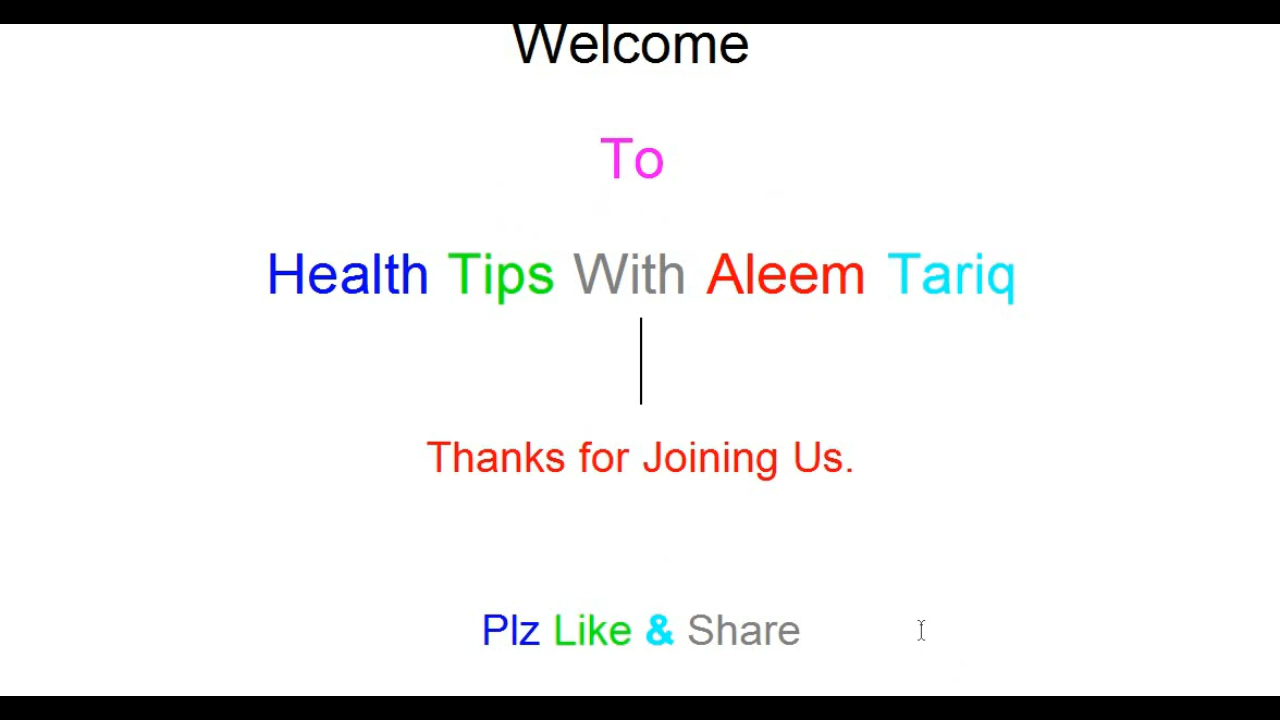 Welcome
To
Health Tips With Aleem Tariq
Thanks for Joining Us.
Plz Like & Share